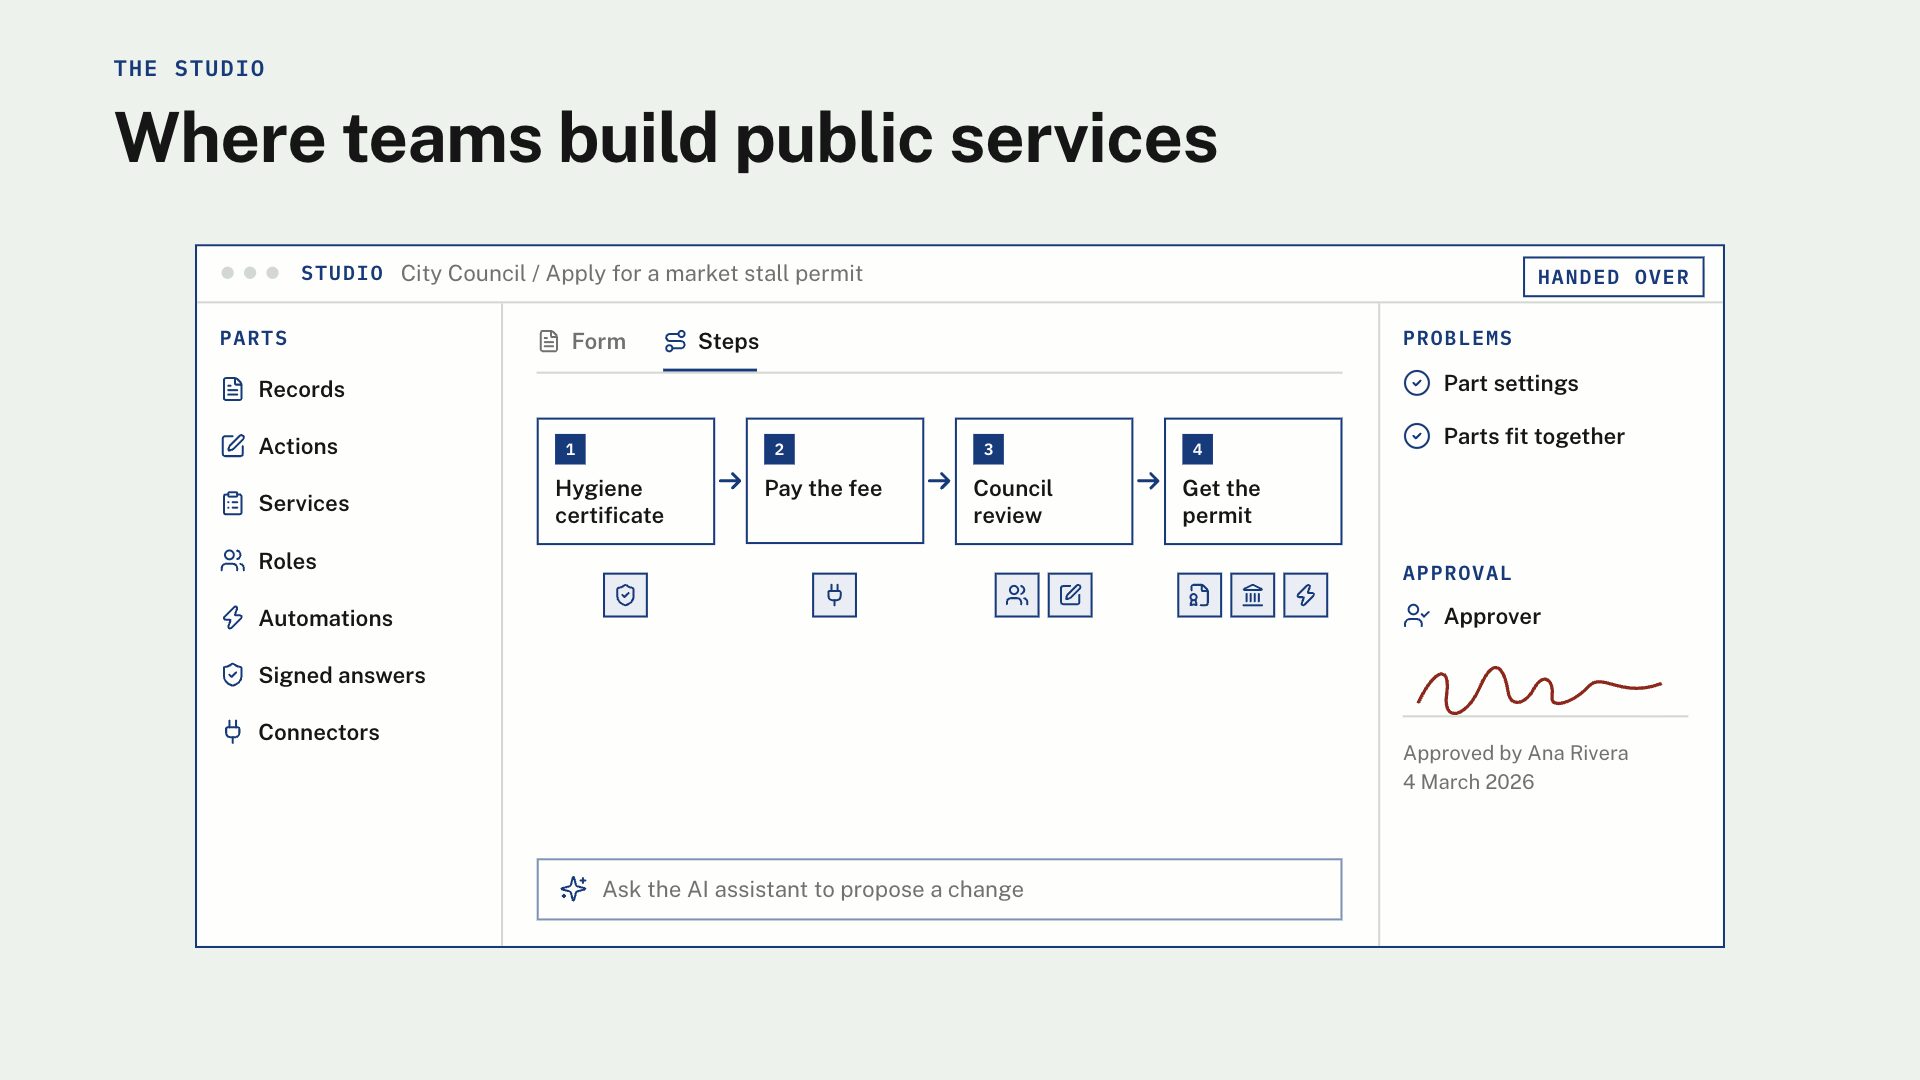 THE STUDIO
Where teams build public services
STUDIO City Council / Apply for a market stall permit
HANDED OVER
PARTS
Records
Actions
Services
Roles
Automations
Signed answers
Connectors
Form
Steps
1
Hygiene
certificate
2
Pay the fee
3
Council
review
4
Get the
permit
Ask the AI assistant to propose a change
PROBLEMS
Part settings
Parts fit together
APPROVAL
Approver
Approved by Ana Rivera
4 March 2026